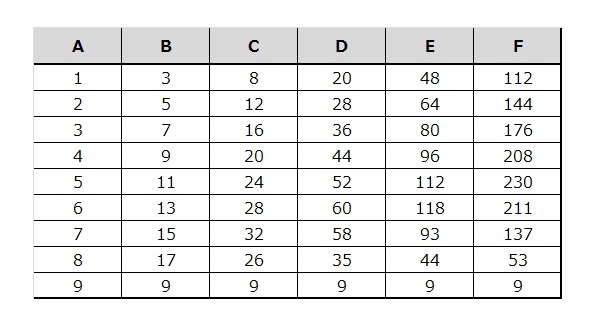 A B C D E F
1 3 8 20 48 112
2 5 12 28 64 144
3 7 16 36 80 176
4 9 20 44 96 208
5 11 24 52 112 230
6 13 28 60 118 211
7 15 32 58 93 137
8 17 26 35 44 53
9 9 9 9 9 9